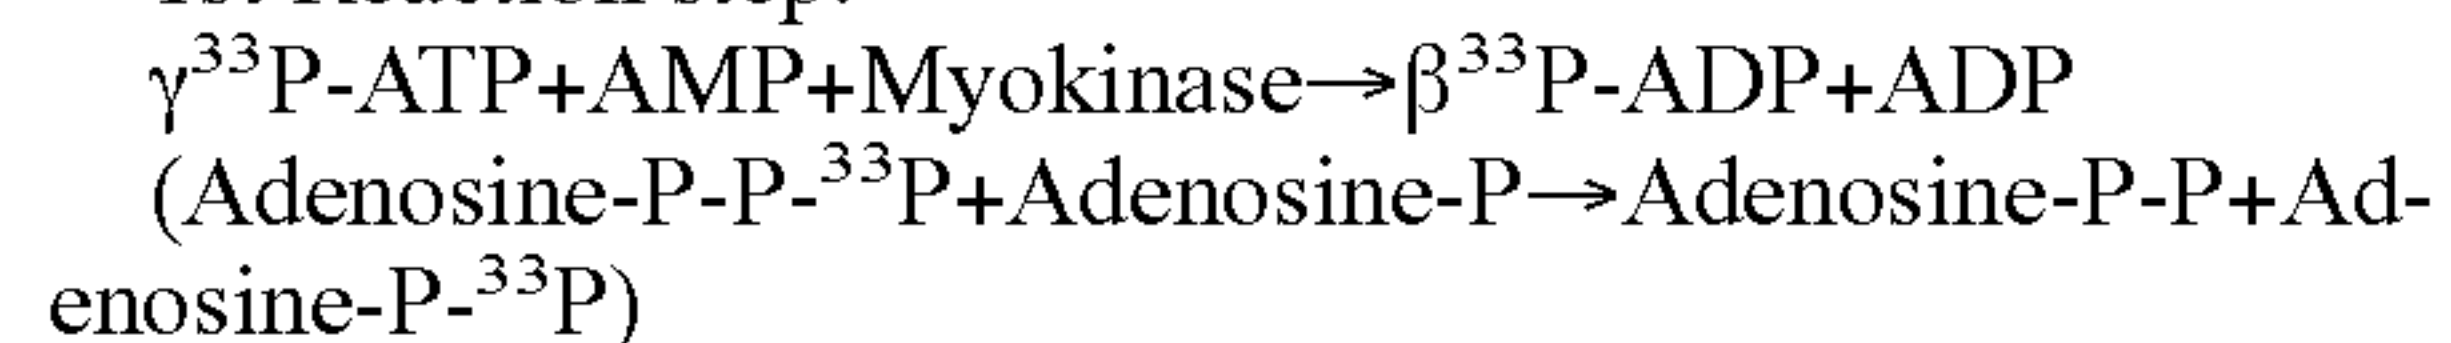 γ³³P-ATP+AMP+Myokinase→β³³P-ADP+ADP
(Adenosine-P-P-³³P+Adenosine-P→Adenosine-P-P+Ad-
enosine-P-³³P)